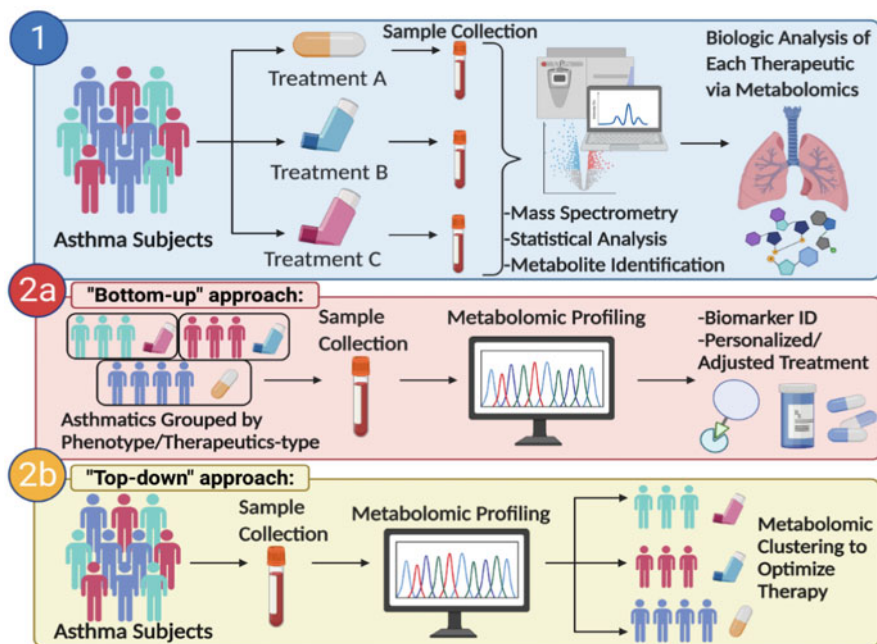 1
Asthma Subjects
Treatment A
Treatment B
Treatment C
Sample Collection
-Mass Spectrometry
-Statistical Analysis
-Metabolite Identification
Biologic Analysis of
Each Therapeutic
via Metabolomics
2a
"Bottom-up" approach:
Asthmatics Grouped by
Phenotype/Therapeutics-type
Sample
Collection
Metabolomic Profiling
-Biomarker ID
-Personalized/
Adjusted Treatment
2b
"Top-down" approach:
Asthma Subjects
Sample
Collection
Metabolomic Profiling
Metabolomic
Clustering to
Optimize
Therapy